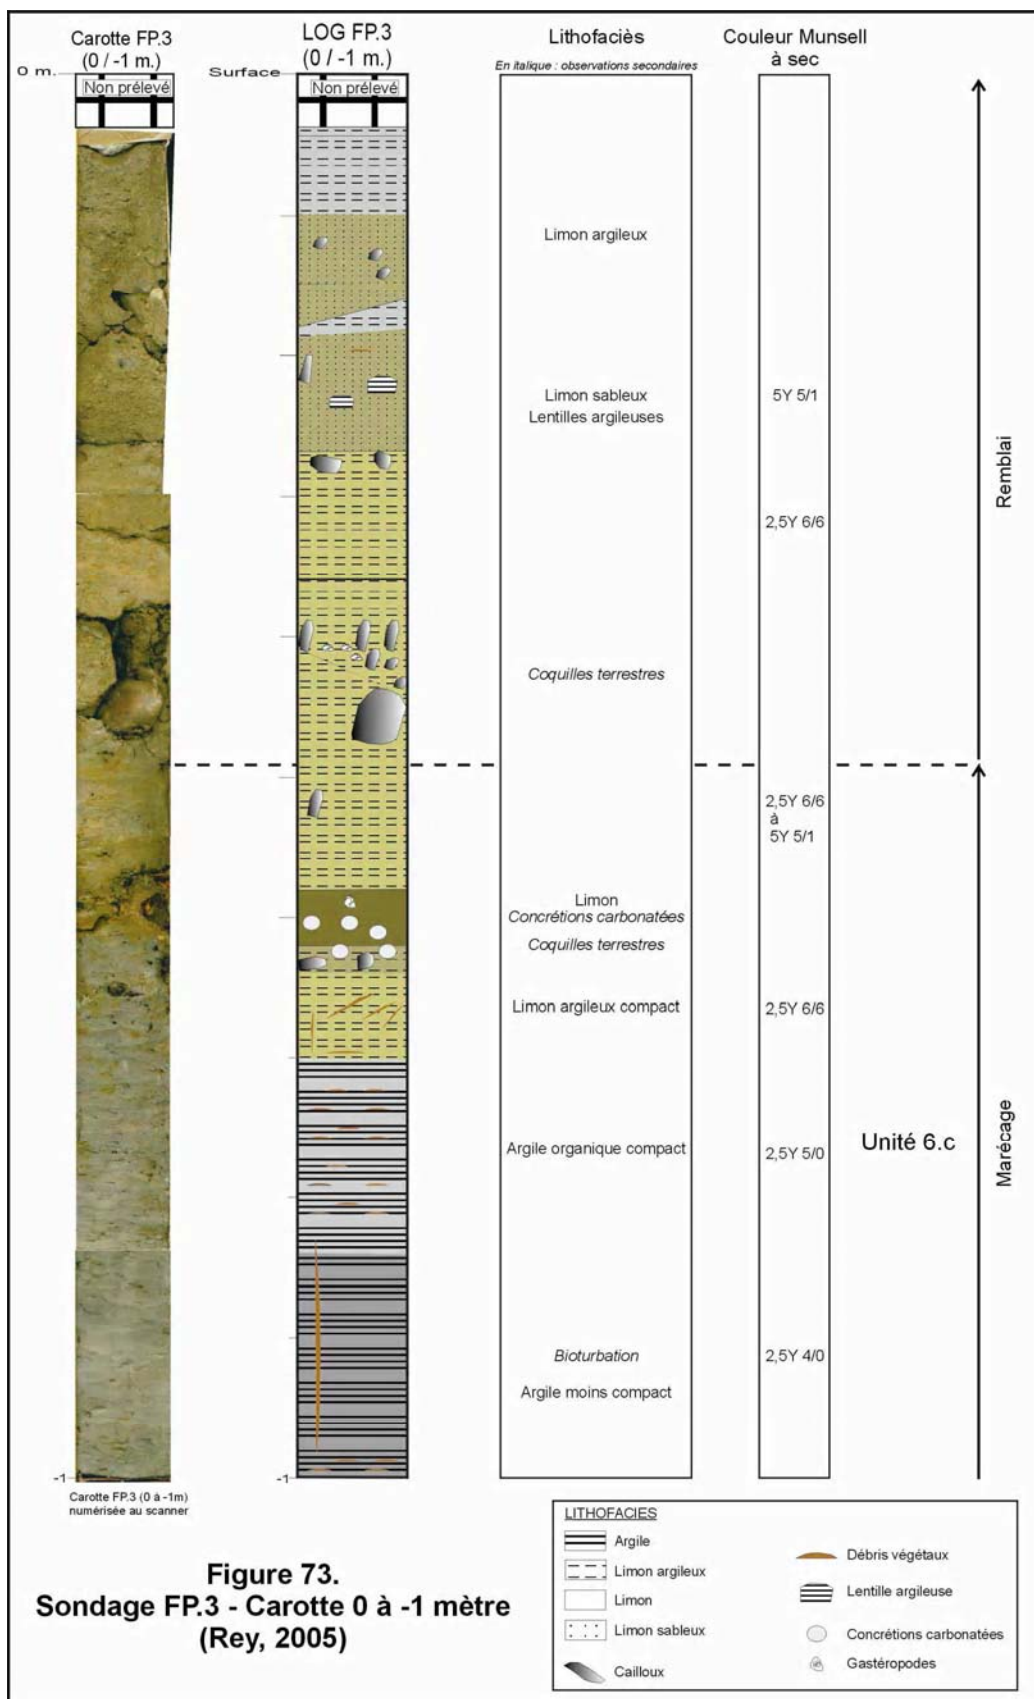 Carotte FP.3
(0 / -1 m.)
LOG FP.3
(0 / -1 m.)
Lithofaciès
En italique : observations secondaires
Couleur Munsell
à sec
0 m.
Surface
Non prélevé
Non prélevé
Limon argileux
Limon sableux
Lentilles argileuses
5Y 5/1
2,5Y 6/6
Remblai
Coquilles terrestres
2,5Y 6/6
à
5Y 5/1
Limon
Concrétions carbonatées
Coquilles terrestres
Limon argileux compact
2,5Y 6/6
Argile organique compact
2,5Y 5/0
Unité 6.c
Marécage
Bioturbation
2,5Y 4/0
Argile moins compact
-1
-1
Carotte FP.3 (0 à -1m)
numérisée au scanner
Figure 73.
Sondage FP.3 - Carotte 0 à -1 mètre
(Rey, 2005)
LITHOFACIES
Argile
Limon argileux
Limon
Limon sableux
Cailloux
Débris végétaux
Lentille argileuse
Concrétions carbonatées
Gastéropodes